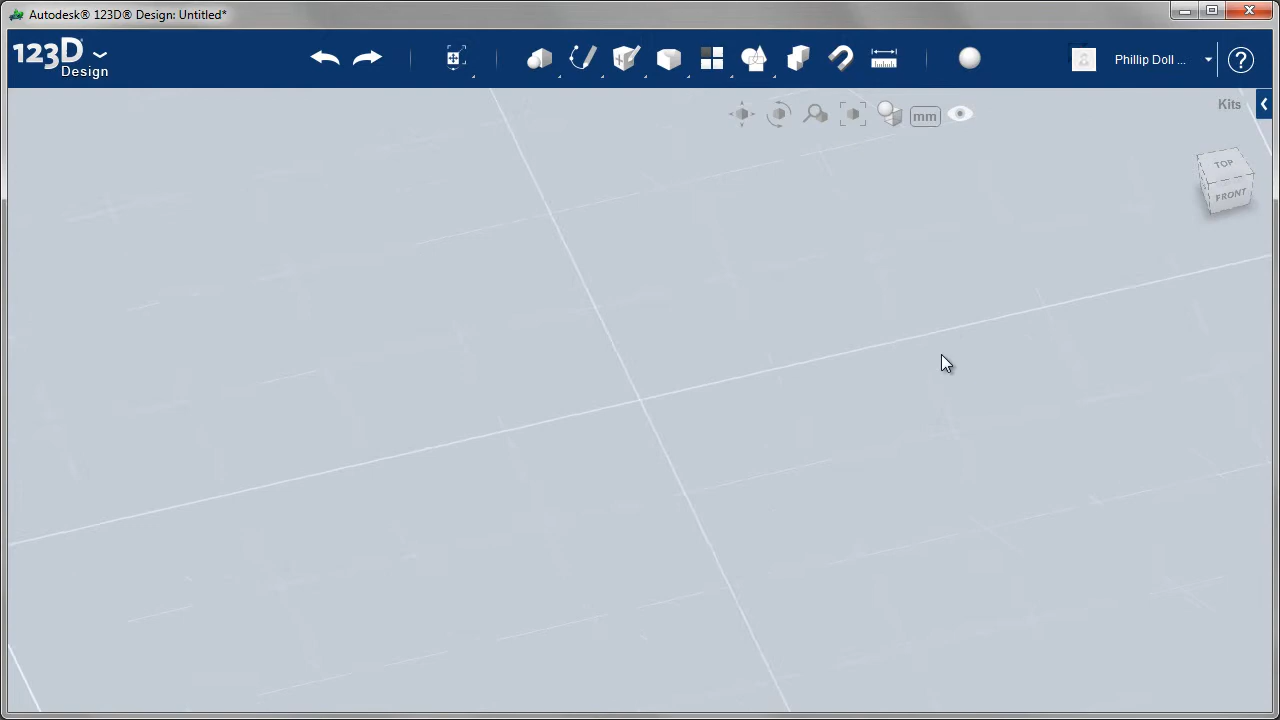 Autodesk® 123D® Design: Untitled*
123D
Design
Phillip Doll ...
?
mm
Kits
TOP
FRONT